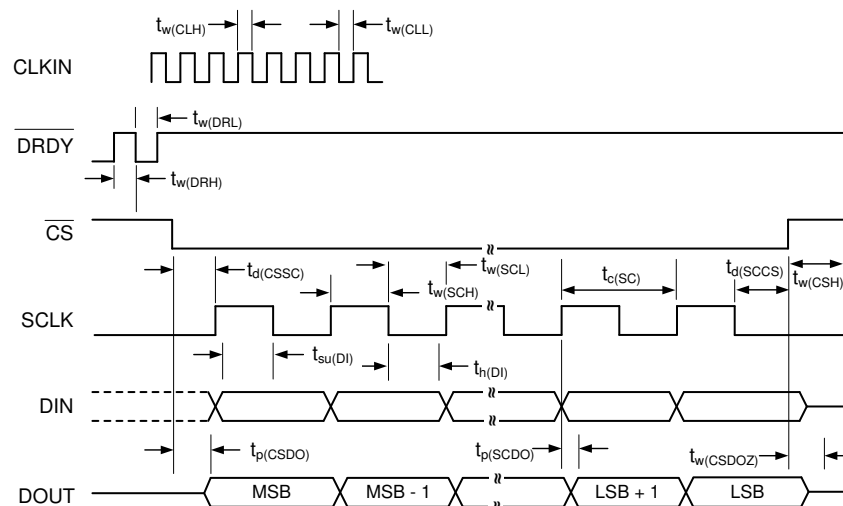 t_w(CLH) t_w(CLL)
CLKIN
t_w(DRL)
DRDY
t_w(DRH)
CS
t_d(CSSC) t_w(SCL) t_c(SC) t_d(SCCS) t_w(CSH)
t_w(SCH)
SCLK
t_su(DI) t_h(DI)
DIN
t_p(CSDO) t_p(SCDO) t_w(CSDOZ)
DOUT MSB MSB - 1 LSB + 1 LSB